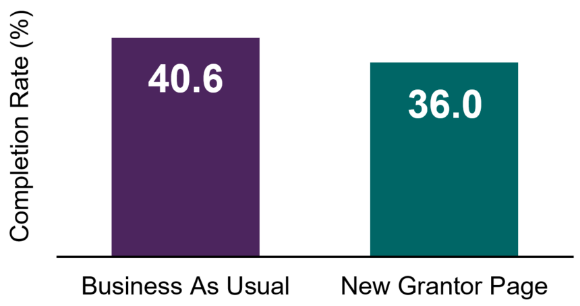 Completion Rate (%)
40.6
36.0
Business As Usual
New Grantor Page